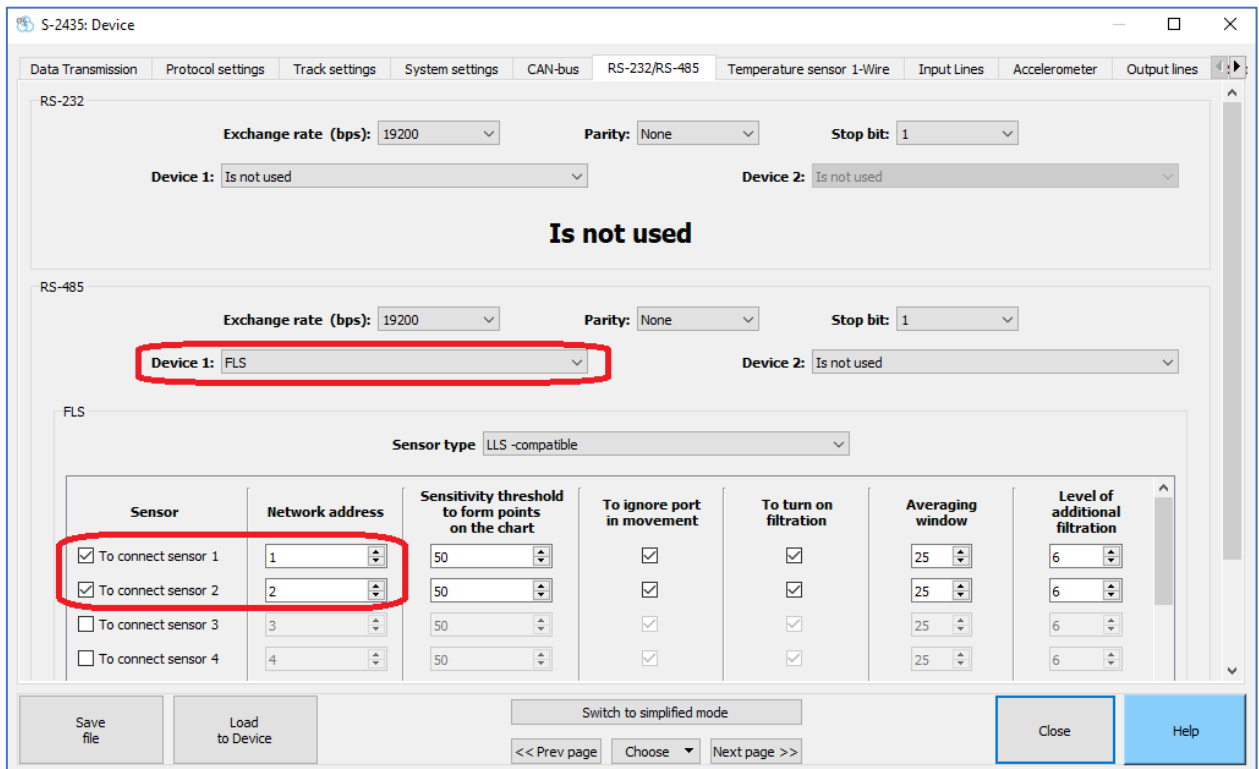 S-2435: Device
Data Transmission Protocol settings Track settings System settings CAN-bus RS-232/RS-485 Temperature sensor 1-Wire Input Lines Accelerometer Output lines
RS-232
Exchange rate (bps): 19200 Parity: None Stop bit: 1
Device 1: Is not used Device 2: Is not used
Is not used
RS-485
Exchange rate (bps): 19200 Parity: None Stop bit: 1
Device 1: FLS Device 2: Is not used
FLS
Sensor type LLS -compatible
Sensor Network address Sensitivity threshold to form points on the chart To ignore port in movement To turn on filtration Averaging window Level of additional filtration
To connect sensor 1 1 50 25 6
To connect sensor 2 2 50 25 6
To connect sensor 3 3 50 25 6
To connect sensor 4 4 50 25 6
Save file Load to Device Switch to simplified mode Close Help
<< Prev page Choose Next page >>